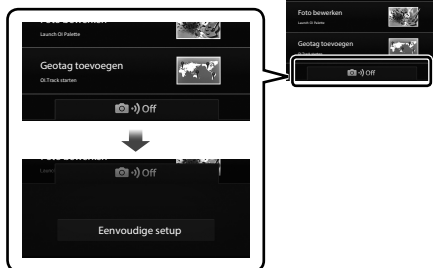 Foto bewerken
Launch OI Palette
Geotag toevoegen
OI.Track starten
Off
Off
Eenvoudige setup
Foto bewerken
Launch OI Palette
Geotag toevoegen
Off